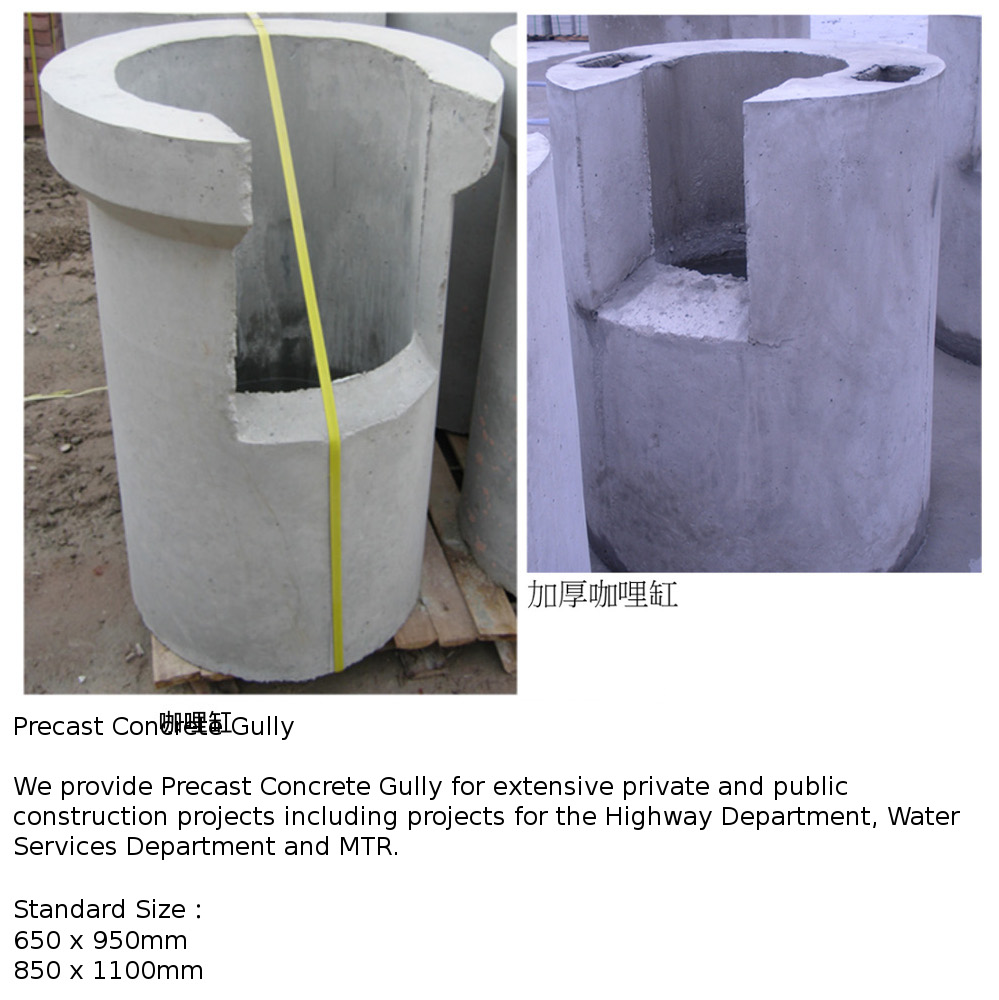 加厚咖哩缸
咖哩缸
Precast Concrete Gully
We provide Precast Concrete Gully for extensive private and public
construction projects including projects for the Highway Department, Water
Services Department and MTR.
Standard Size :
650 x 950mm
850 x 1100mm